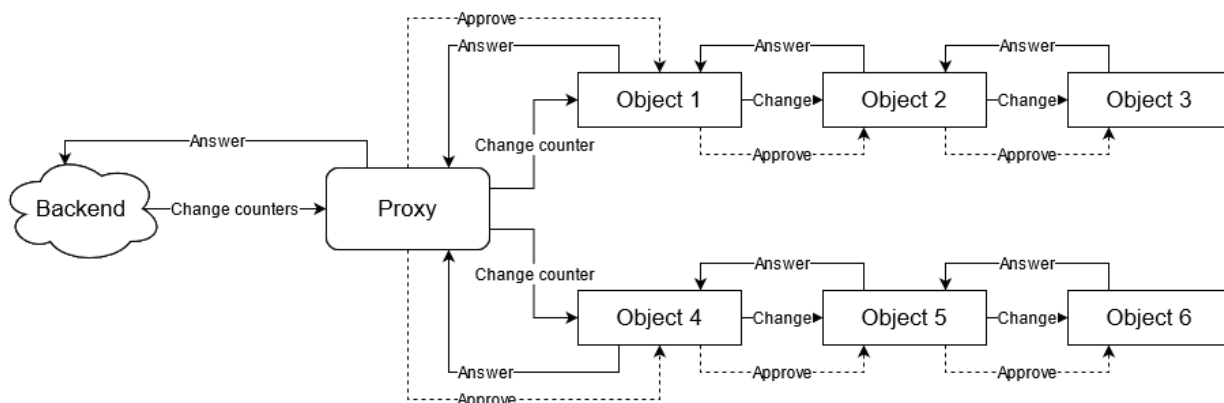 Approve
Answer
Answer
Answer
Object 1
Change
Object 2
Change
Object 3
Answer
Change counter
Approve
Approve
Backend
Change counters
Proxy
Change counter
Answer
Answer
Object 4
Change
Object 5
Change
Object 6
Answer
Approve
Approve
Approve